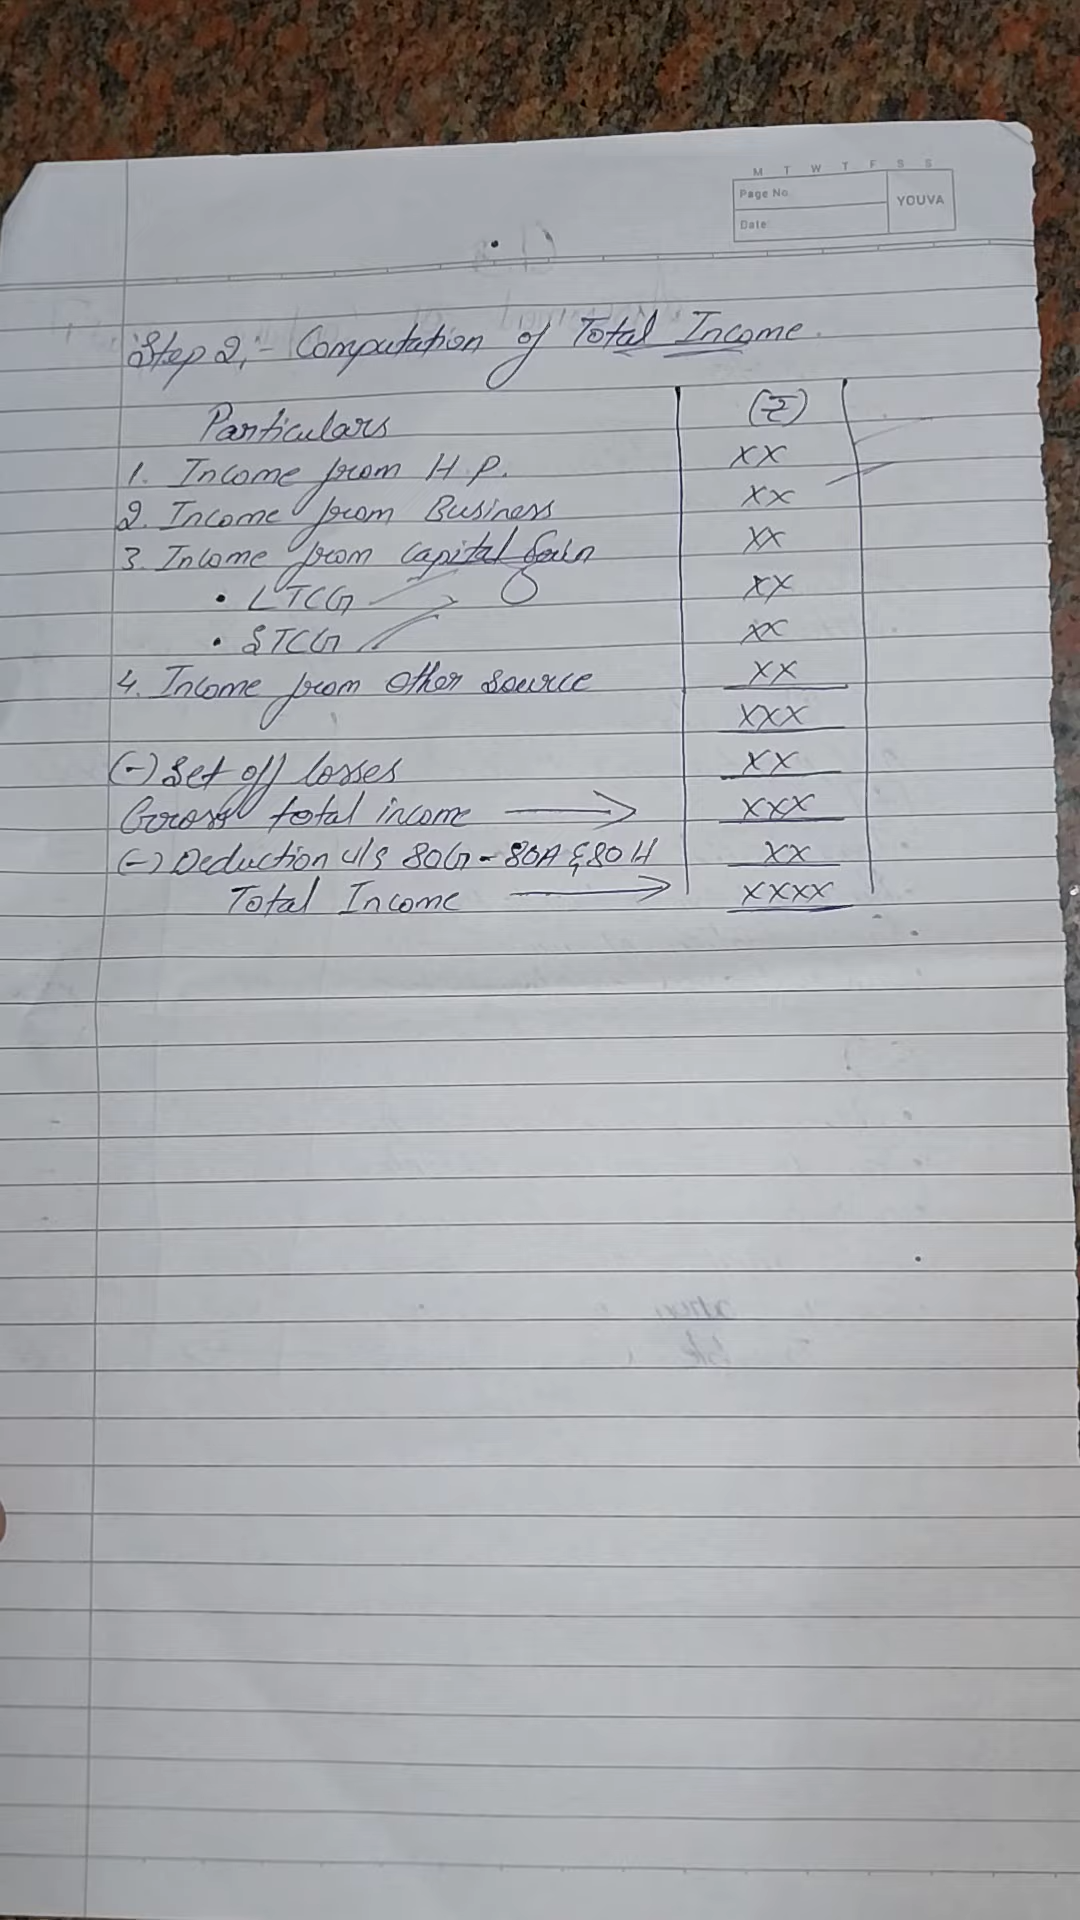 M T W T F S S
Page No.
YOUVA
Date:
Step 2:- Computation of Total Income.
Particulars (₹)
1. Income from H.P. XX
2. Income from Business XX
3. Income from Capital Gain XX
• LTCG XX
• STCG XX
4. Income from other source XX
XXX
(-) Set off losses XX
Gross total income → XXX
(-) Deduction u/s 80G - 80A & 80H XX
Total Income → XXXX